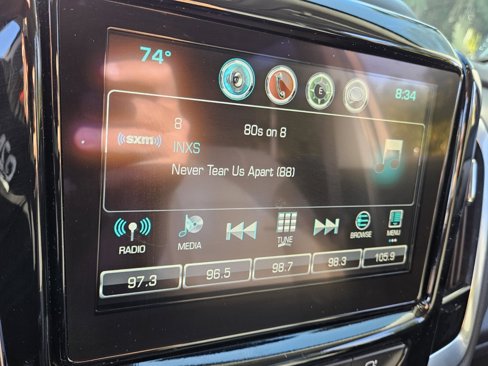 74°
E
8:34
8
80s on 8
sxm
INXS
Never Tear Us Apart (88)
RADIO
MEDIA
TUNE
BROWSE
MENU
97.3
96.5
98.7
98.3
105.9